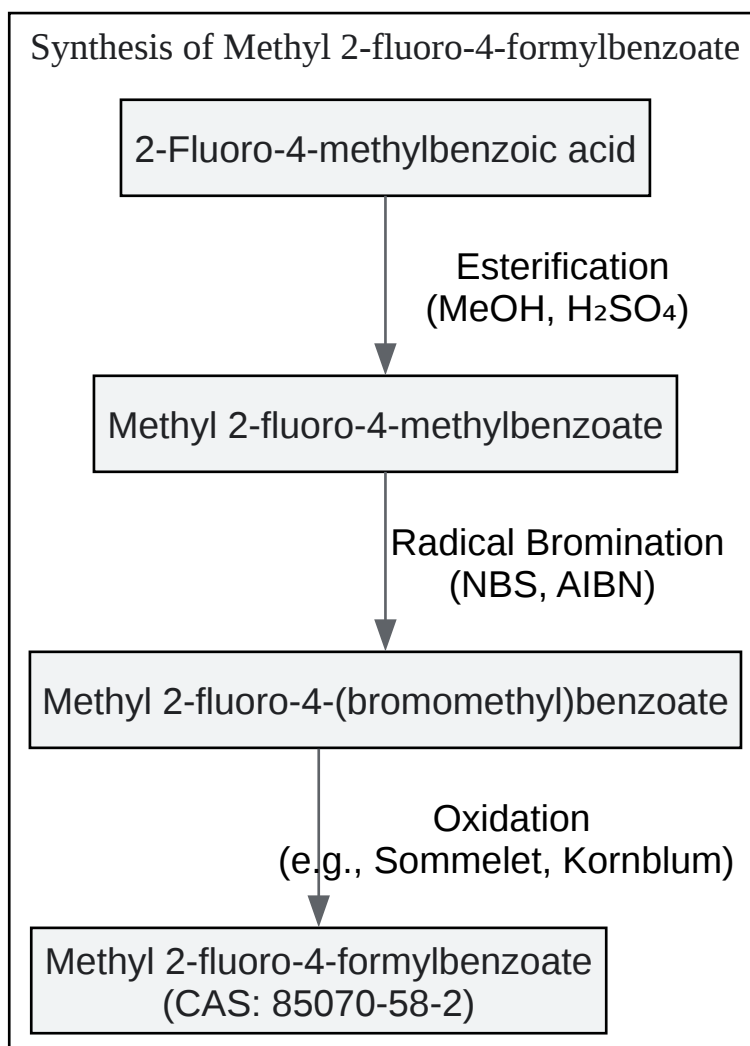 Synthesis of Methyl 2-fluoro-4-formylbenzoate
2-Fluoro-4-methylbenzoic acid
Esterification
(MeOH, H₂SO₄)
Methyl 2-fluoro-4-methylbenzoate
Radical Bromination
(NBS, AIBN)
Methyl 2-fluoro-4-(bromomethyl)benzoate
Oxidation
(e.g., Sommelet, Kornblum)
Methyl 2-fluoro-4-formylbenzoate
(CAS: 85070-58-2)